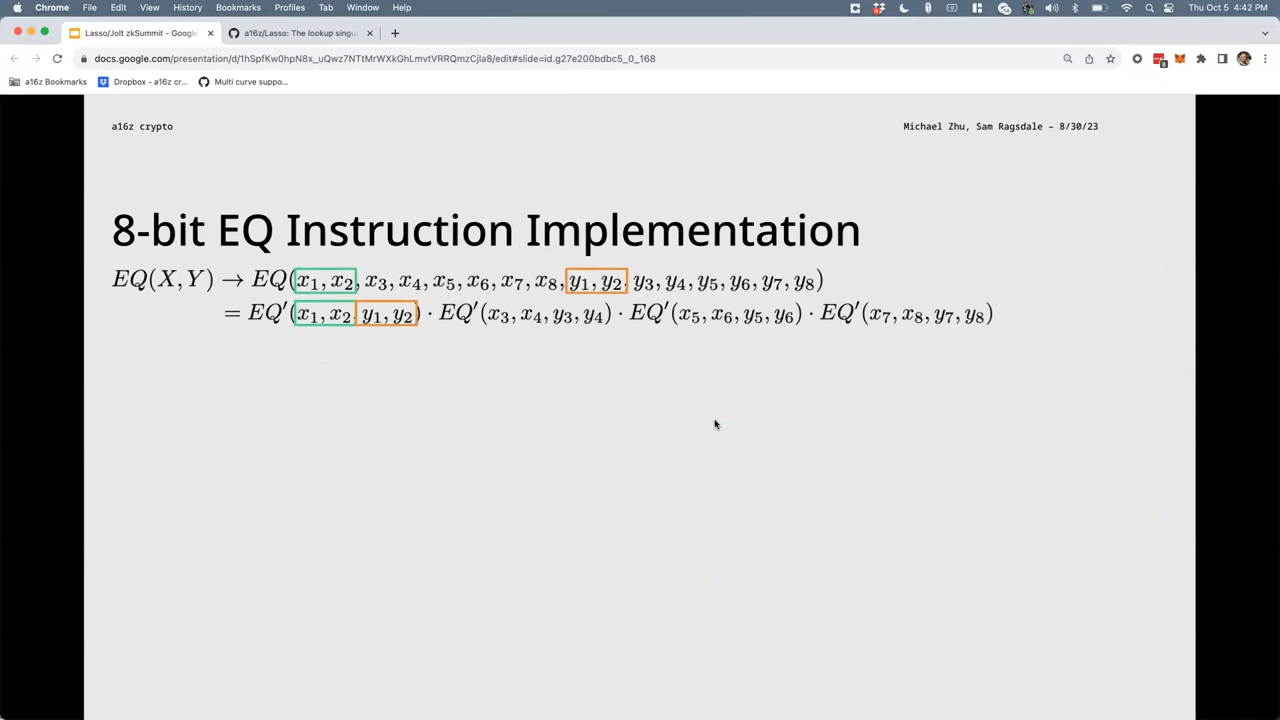 Chrome File Edit View History Bookmarks Profiles Tab Window Help Thu Oct 5 4:42 PM
Lasso/Jolt zkSummit - Google a16z/Lasso: The lookup singul
docs.google.com/presentation/d/1hSpfKw0hpN8x_uQwz7NTtMrWXkGhLmvtVRRQmzCjla8/edit#slide=id.g27e200bdbc5_0_168
a16z Bookmarks Dropbox - a16z cr... Multi curve suppo...
a16z crypto Michael Zhu, Sam Ragsdale – 8/30/23
8-bit EQ Instruction Implementation
EQ(X, Y) → EQ(x₁, x₂, x₃, x₄, x₅, x₆, x₇, x₈, y₁, y₂, y₃, y₄, y₅, y₆, y₇, y₈)
= EQ′(x₁, x₂, y₁, y₂) · EQ′(x₃, x₄, y₃, y₄) · EQ′(x₅, x₆, y₅, y₆) · EQ′(x₇, x₈, y₇, y₈)